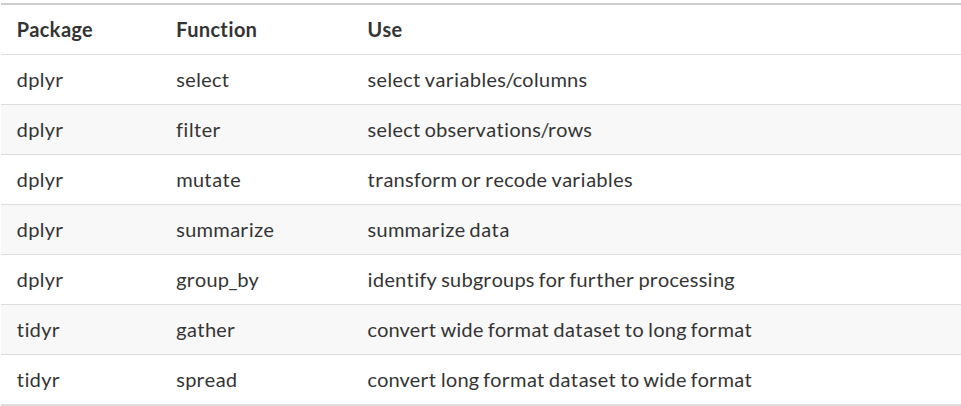 Package Function Use
dplyr select select variables/columns
dplyr filter select observations/rows
dplyr mutate transform or recode variables
dplyr summarize summarize data
dplyr group_by identify subgroups for further processing
tidyr gather convert wide format dataset to long format
tidyr spread convert long format dataset to wide format